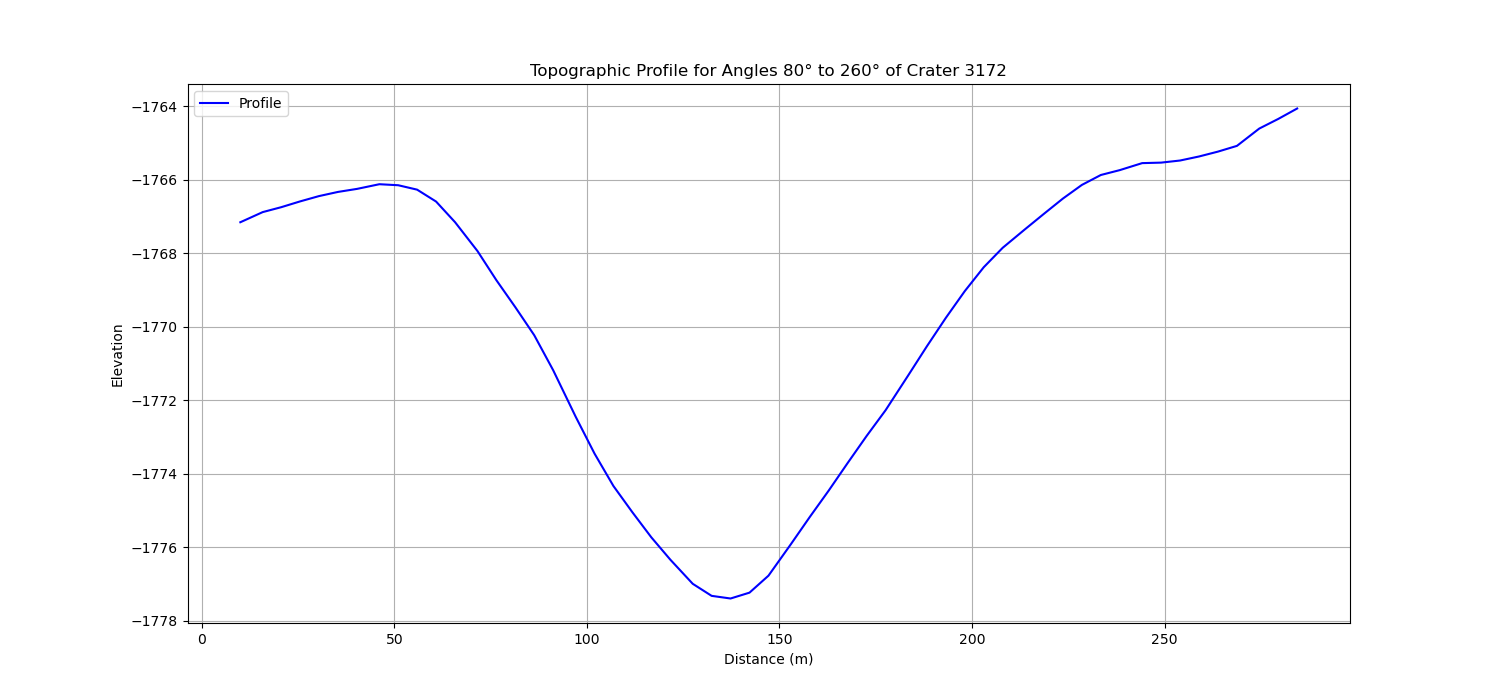 Topographic Profile for Angles 80° to 260° of Crater 3172
Profile
−1764
−1766
−1768
−1770
−1772
−1774
−1776
−1778
Elevation
0 50 100 150 200 250
Distance (m)